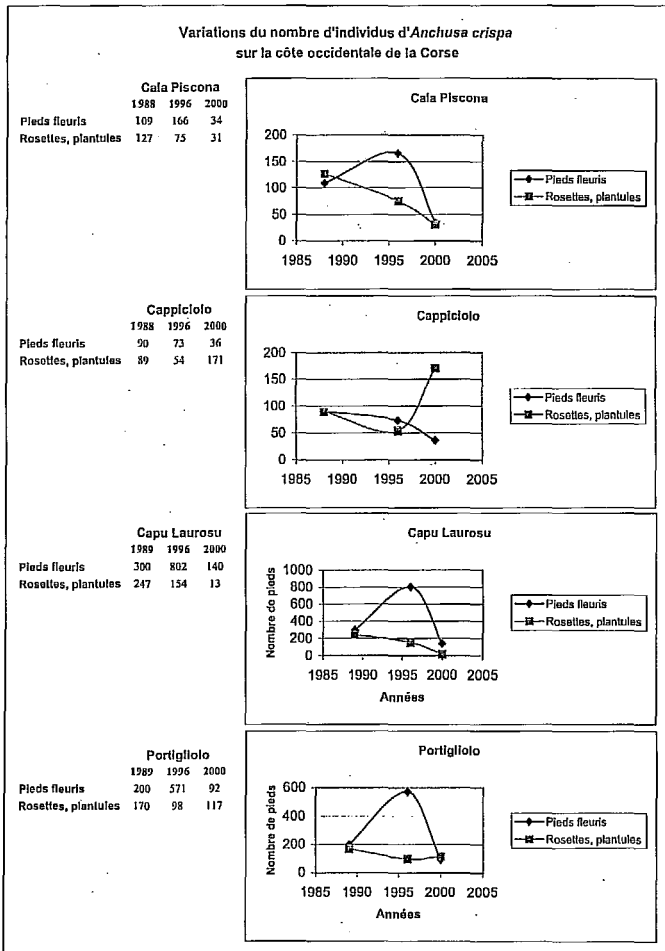 Variations du nombre d'individus d'Anchusa crispa
sur la côte occidentale de la Corse
Cala Piscona
1988 1996 2000
Pieds fleuris 109 166 34
Rosettes, plantules 127 75 31
Cala Piscona
200
150
100
50
0
1985 1990 1995 2000 2005
Pieds fleuris
Rosettes, plantules
Cappiciolo
1988 1996 2000
Pieds fleuris 90 73 36
Rosettes, plantules 89 54 171
Cappiciolo
200
150
100
50
0
1985 1990 1995 2000 2005
Pieds fleuris
Rosettes, plantules
Capu Laurosu
1989 1996 2000
Pieds fleuris 300 802 140
Rosettes, plantules 247 154 13
Capu Laurosu
Nombre de pieds
1000
800
600
400
200
0
1985 1990 1995 2000 2005
Années
Pieds fleuris
Rosettes, plantules
Portigliolo
1989 1996 2000
Pieds fleuris 200 571 92
Rosettes, plantules 170 98 117
Portigliolo
Nombre de pieds
600
400
200
0
1985 1990 1995 2000 2005
Années
Pieds fleuris
Rosettes, plantules